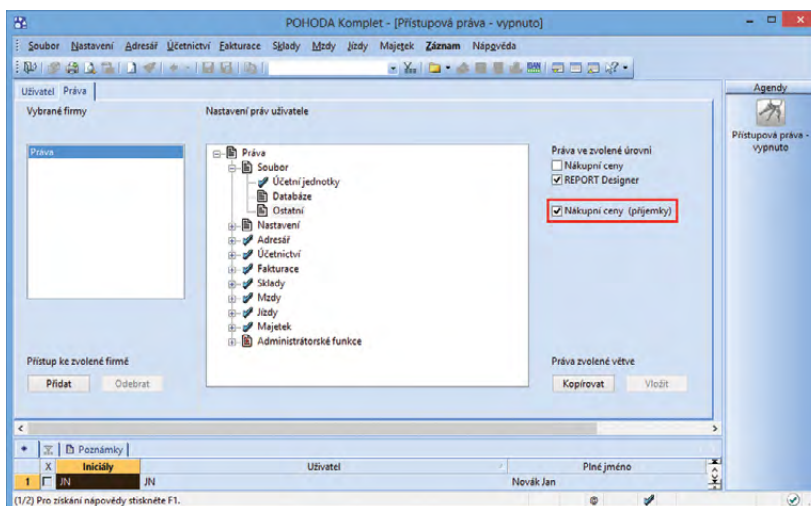 POHODA Komplet - [Přístupová práva - vypnuto]
Soubor Nastavení Adresář Účetnictví Fakturace Sklady Mzdy Jízdy Majetek Záznam Nápověda
Uživatel Práva
Agendy
Přístupová práva -
vypnuto
Vybrané firmy
Práva
Přístup ke zvolené firmě
Přidat Odebrat
Nastavení práv uživatele
Práva
Soubor
Účetní jednotky
Databáze
Ostatní
Nastavení
Adresář
Účetnictví
Fakturace
Sklady
Mzdy
Jízdy
Majetek
Administrátorské funkce
Práva ve zvolené úrovni
Nákupní ceny
REPORT Designer
Nákupní ceny (příjemky)
Práva zvolené větve
Kopírovat Vložit
Poznámky
X Iniciály Uživatel Plné jméno
1 JN JN Novák Jan
(1/2) Pro získání nápovědy stiskněte F1.